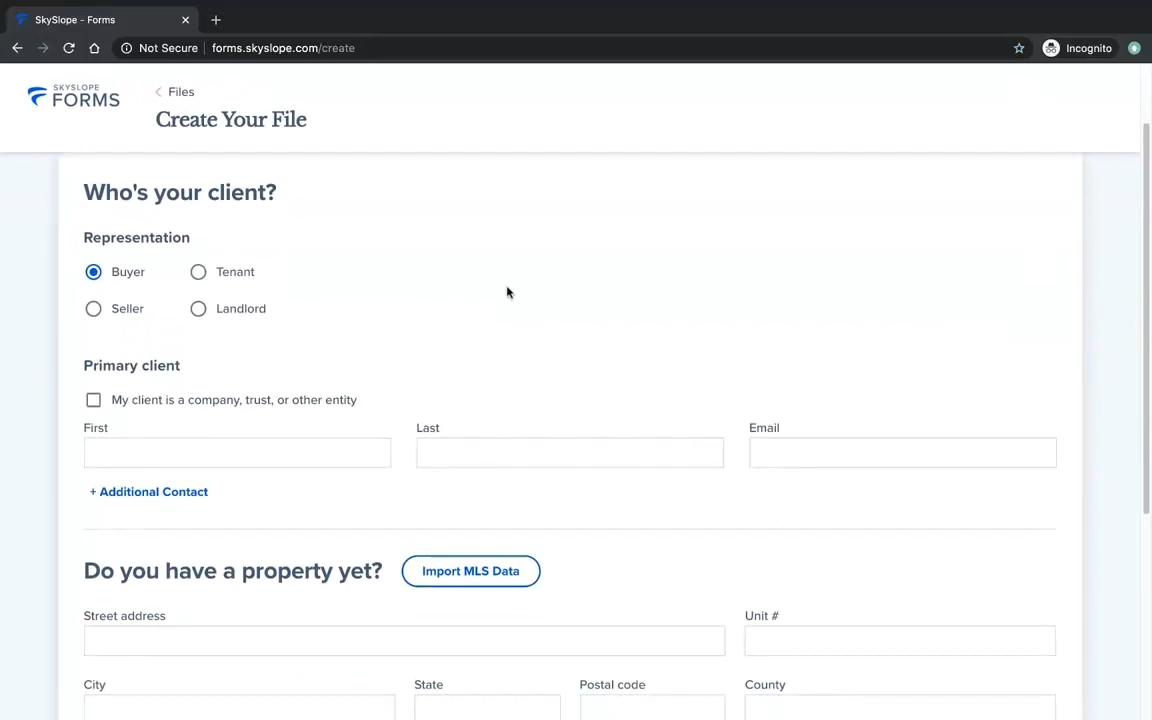 SkySlope - Forms
Not Secure forms.skyslope.com/create Incognito
SKYSLOPE
FORMS
Files
Create Your File
Who's your client?
Representation
Buyer Tenant
Seller Landlord
Primary client
My client is a company, trust, or other entity
First Last Email
+ Additional Contact
Do you have a property yet? Import MLS Data
Street address Unit #
City State Postal code County